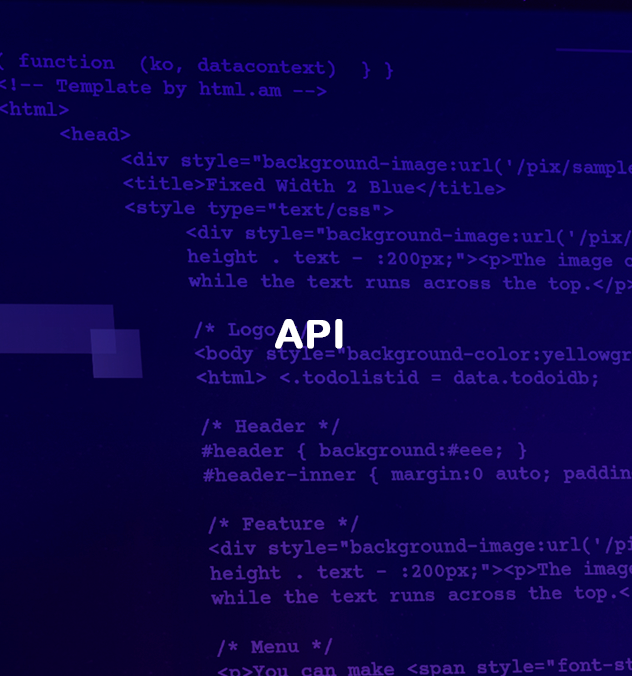 { function (ko, datacontext) } }
<!-- Template by html.am -->
<html>
<head>
<div style="background-image:url('/pix/sample
<title>Fixed Width 2 Blue</title>
<style type="text/css">
<div style="background-image:url('/pix/
height . text - :200px;"><p>The image
while the text runs across the top.</p>
/* Logo */
API
<body style="background-color:yellowgr
<html> <.todolistid = data.todoidb;
/* Header */
#header { background:#eee; }
#header-inner { margin:0 auto; paddin
/* Feature */
<div style="background-image:url('/pi
height . text - :200px;"><p>The image
while the text runs across the top.<
/* Menu */
<p>You can make <span style="font-st